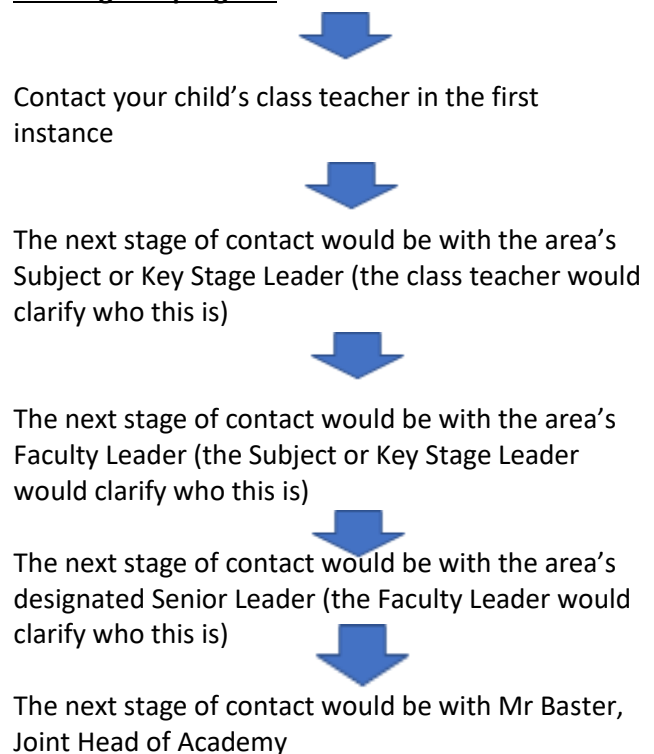 Contact your child’s class teacher in the first
instance
The next stage of contact would be with the area’s
Subject or Key Stage Leader (the class teacher would
clarify who this is)
The next stage of contact would be with the area’s
Faculty Leader (the Subject or Key Stage Leader
would clarify who this is)
The next stage of contact would be with the area’s
designated Senior Leader (the Faculty Leader would
clarify who this is)
The next stage of contact would be with Mr Baster,
Joint Head of Academy